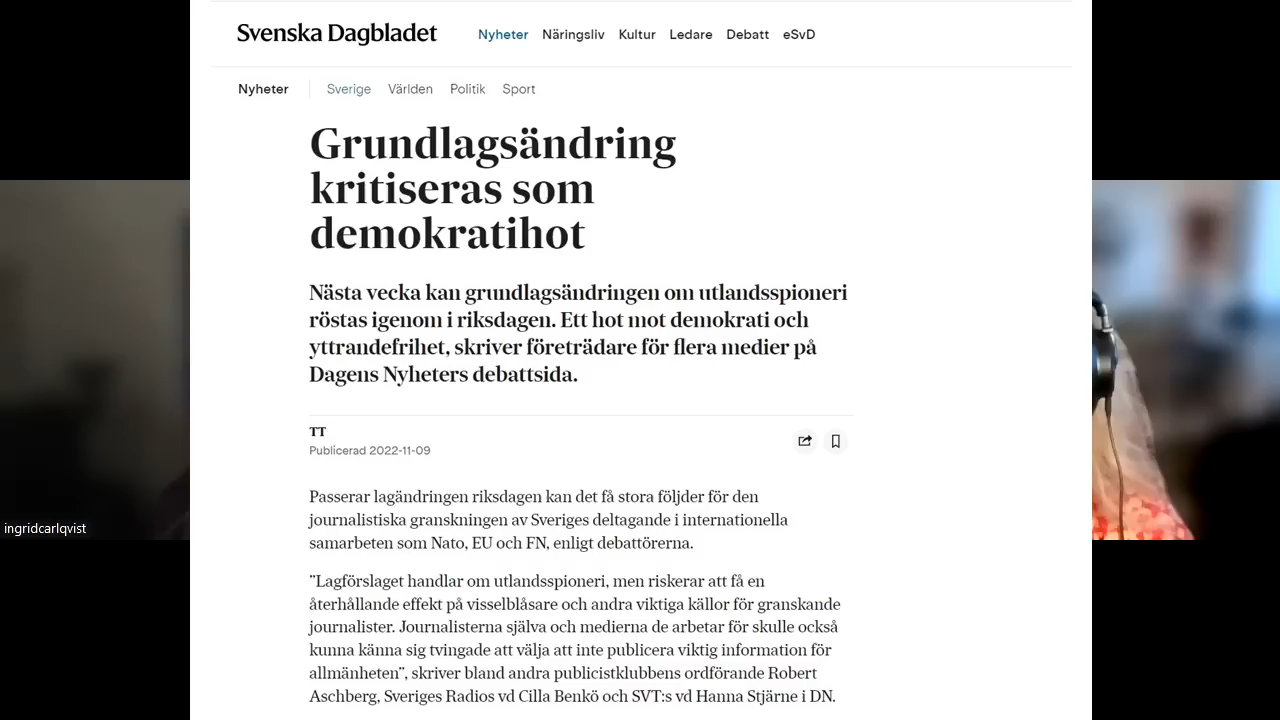 Svenska Dagbladet
Nyheter Näringsliv Kultur Ledare Debatt eSvD
Nyheter Sverige Världen Politik Sport
Grundlagsändring
kritiseras som
demokratihot
Nästa vecka kan grundlagsändringen om utlandsspioneri
röstas igenom i riksdagen. Ett hot mot demokrati och
yttrandefrihet, skriver företrädare för flera medier på
Dagens Nyheters debattsida.
TT
Publicerad 2022-11-09
Passerar lagändringen riksdagen kan det få stora följder för den
journalistiska granskningen av Sveriges deltagande i internationella
samarbeten som Nato, EU och FN, enligt debattörerna.
”Lagförslaget handlar om utlandsspioneri, men riskerar att få en
återhållande effekt på visselblåsare och andra viktiga källor för granskande
journalister. Journalisterna själva och medierna de arbetar för skulle också
kunna känna sig tvingade att välja att inte publicera viktig information för
allmänheten”, skriver bland andra publicistklubbens ordförande Robert
Aschberg, Sveriges Radios vd Cilla Benkö och SVT:s vd Hanna Stjärne i DN.
ingridcarlqvist